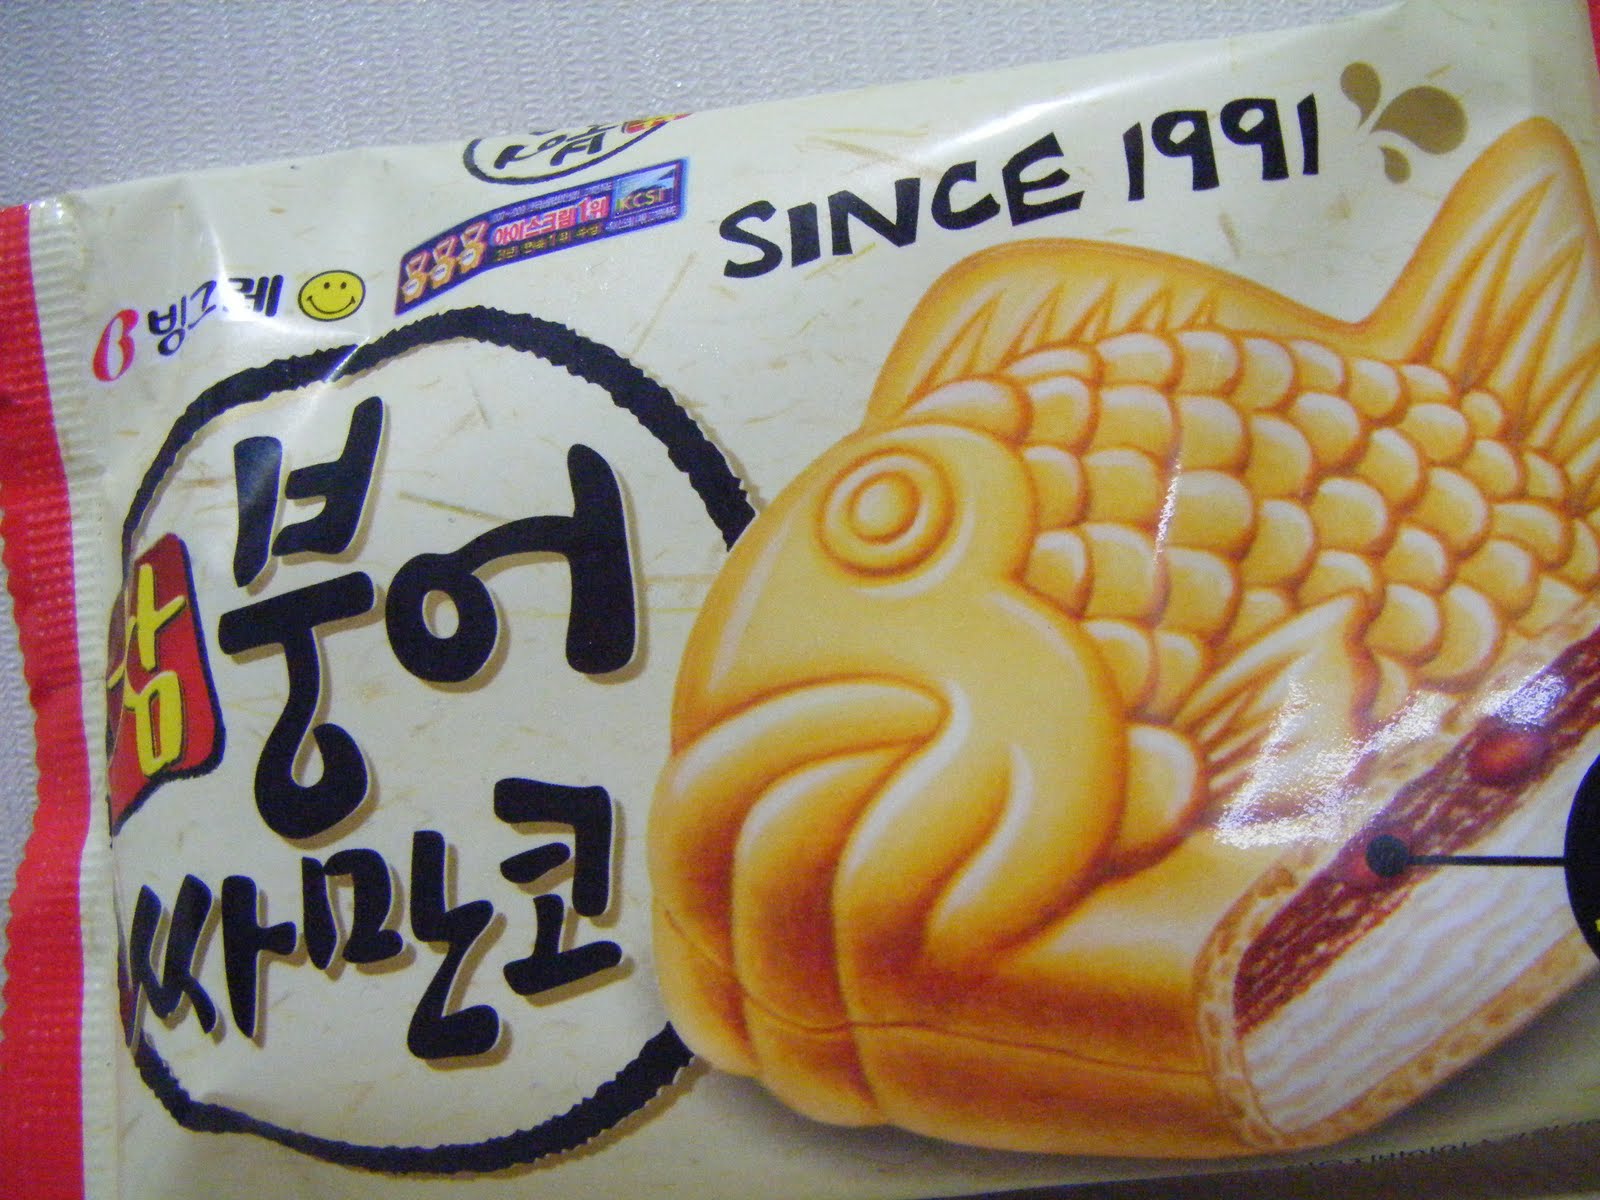 SINCE 1991
아이스크림 1위
KCSI
빙그레
참
붕어
싸만코